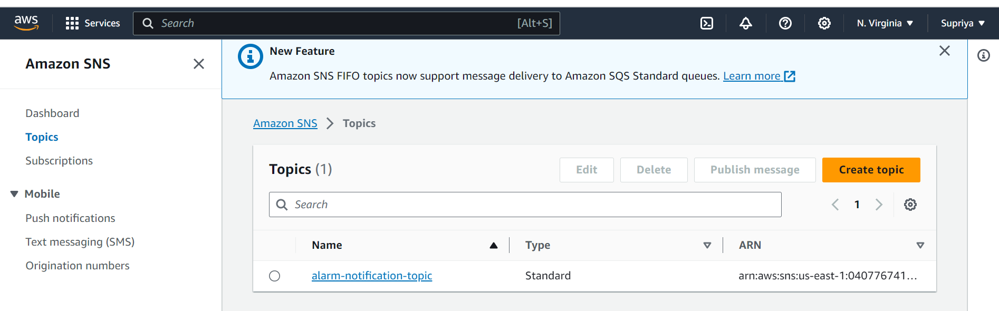 aws Services Search [Alt+S] N. Virginia Supriya
Amazon SNS
Dashboard
Topics
Subscriptions
Mobile
Push notifications
Text messaging (SMS)
Origination numbers
New Feature
Amazon SNS FIFO topics now support message delivery to Amazon SQS Standard queues. Learn more
Amazon SNS Topics
Topics (1) Edit Delete Publish message Create topic
Search 1
Name Type ARN
alarm-notification-topic Standard arn:aws:sns:us-east-1:040776741...